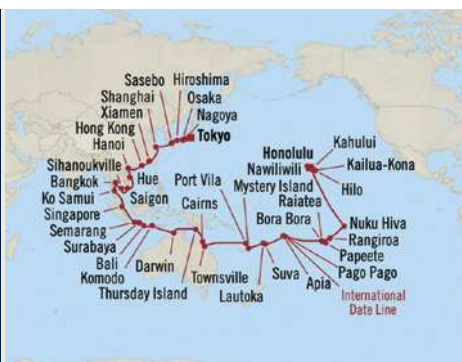 Sasebo
Hiroshima
Shanghai
Osaka
Xiamen
Nagoya
Hong Kong
Tokyo
Hanoi
Honolulu
Kahului
Sihanoukville
Nawiliwili
Kailua-Kona
Bangkok
Hue
Port Vila
Mystery Island
Hilo
Ko Samui
Saigon
Raiatea
Singapore
Cairns
Bora Bora
Nuku Hiva
Semarang
Rangiroa
Surabaya
Papeete
Bali
Pago Pago
Komodo
Darwin
Townsville
Suva
Apia
International
Date Line
Thursday Island
Lautoka